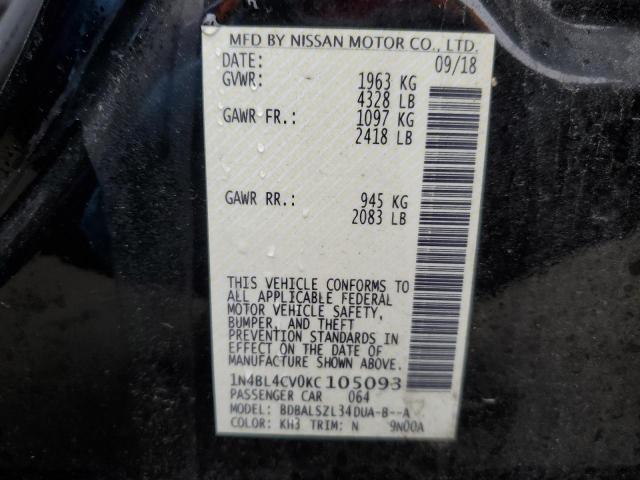 MFD BY NISSAN MOTOR CO., LTD.
DATE: 09/18
GVWR: 1963 KG
4328 LB
GAWR FR.: 1097 KG
2418 LB
GAWR RR.: 945 KG
2083 LB
THIS VEHICLE CONFORMS TO
ALL APPLICABLE FEDERAL
MOTOR VEHICLE SAFETY,
BUMPER, AND THEFT
PREVENTION STANDARDS IN
EFFECT ON THE DATE OF
MANUFACTURE SHOWN ABOVE.
1N4BL4CV0KC105093
PASSENGER CAR 064
MODEL: BDBALSZL34DUA-B--A
COLOR: KH3 TRIM: N 9N00A